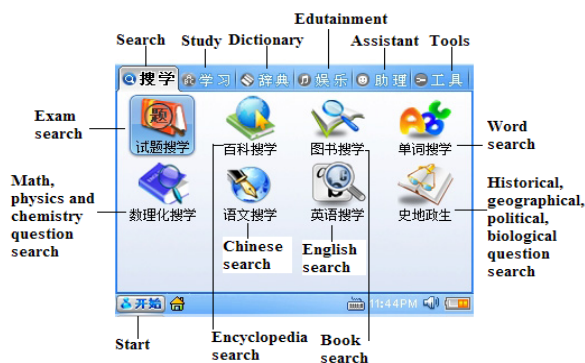 Edutainment
Search
Study
Dictionary
Assistant
Tools
搜学
学习
辞典
娱乐
助理
工具
Exam
search
题
试题搜学
百科搜学
图书搜学
单词搜学
Word
search
Math,
physics and
chemistry
question
search
数理化搜学
语文搜学
英语搜学
史地政生
Historical,
geographical,
political,
biological
question
search
Chinese
search
English
search
开始
11:44PM
Start
Encyclopedia
search
Book
search